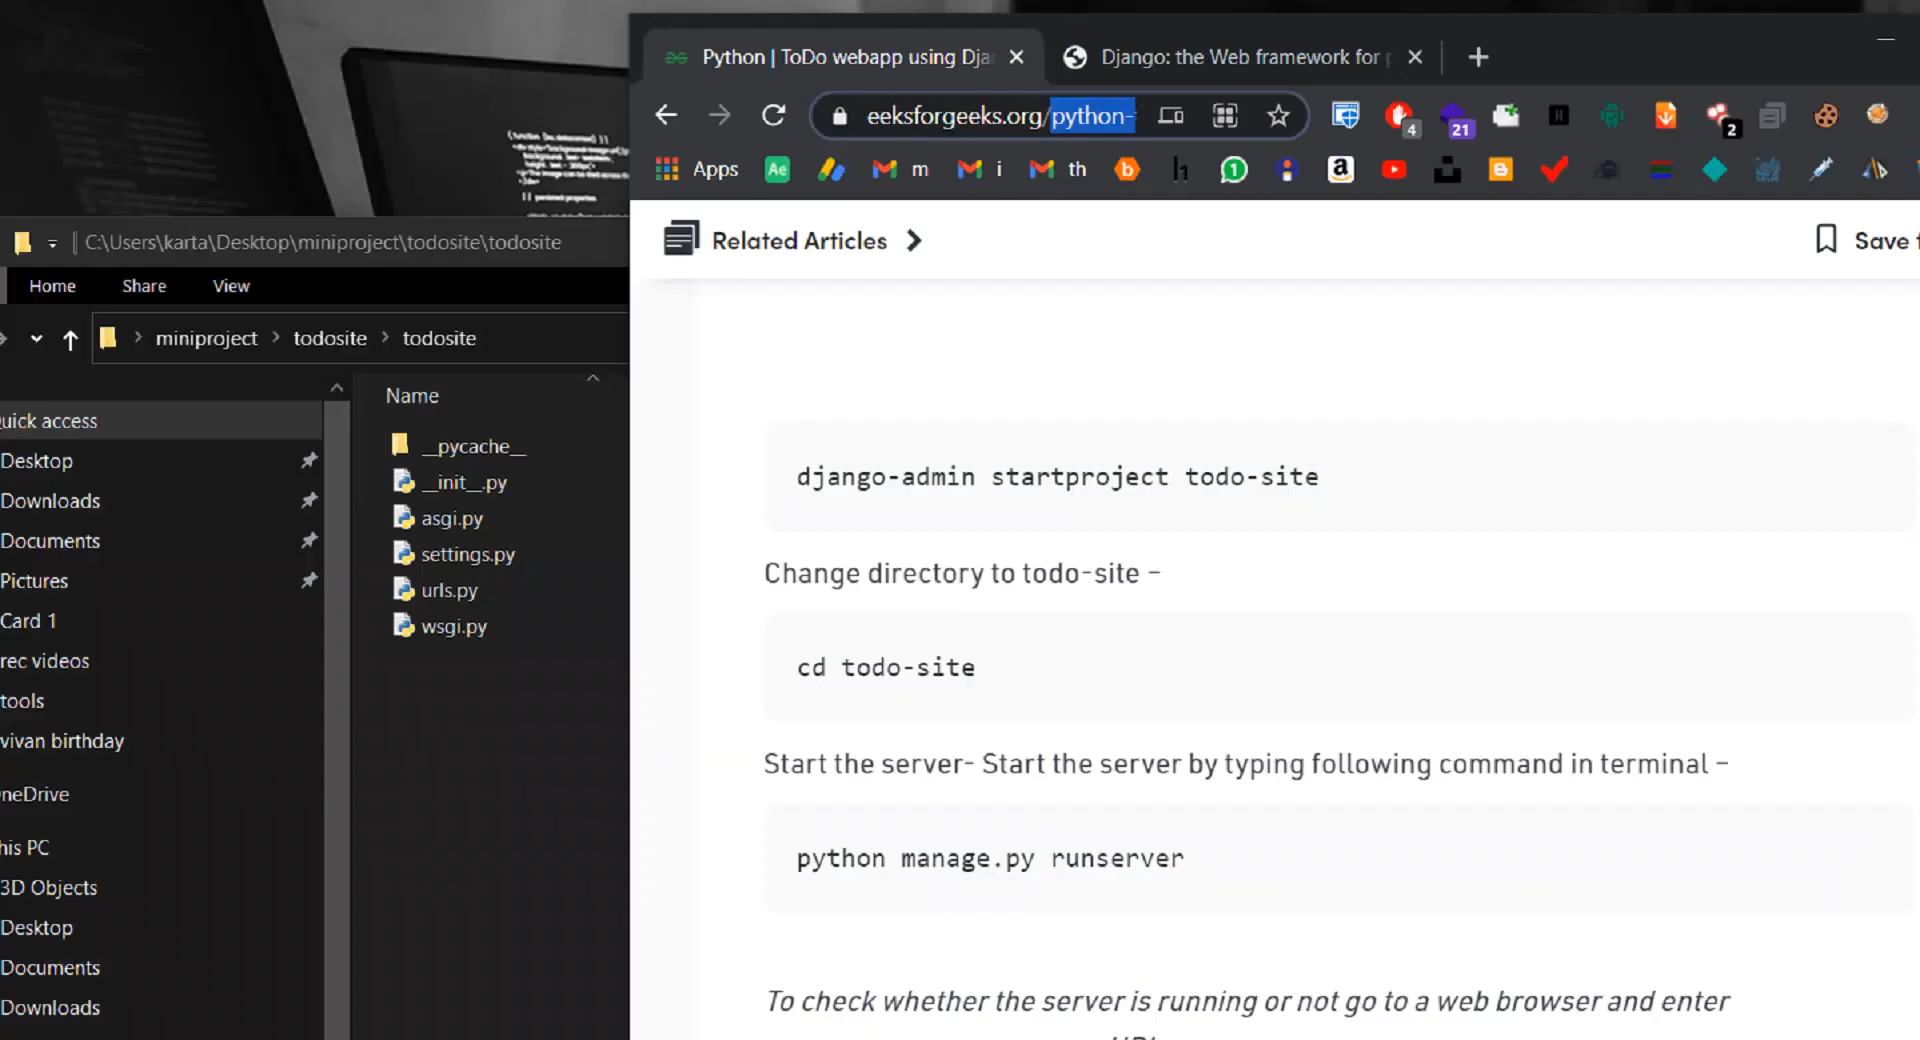 Python | ToDo webapp using Dja
Django: the Web framework for p
eeksforgeeks.org/python-
4
21
2
Apps
Ae
m
i
th
b
h
1
a
C:\Users\karta\Desktop\miniproject\todosite\todosite
Home Share View
miniproject > todosite > todosite
uick access
Desktop
Downloads
Documents
Pictures
Card 1
rec videos
tools
vivan birthday
neDrive
his PC
3D Objects
Desktop
Documents
Downloads
Name
__pycache__
__init__.py
asgi.py
settings.py
urls.py
wsgi.py
Related Articles
Save
django-admin startproject todo-site
Change directory to todo-site –
cd todo-site
Start the server- Start the server by typing following command in terminal –
python manage.py runserver
To check whether the server is running or not go to a web browser and enter